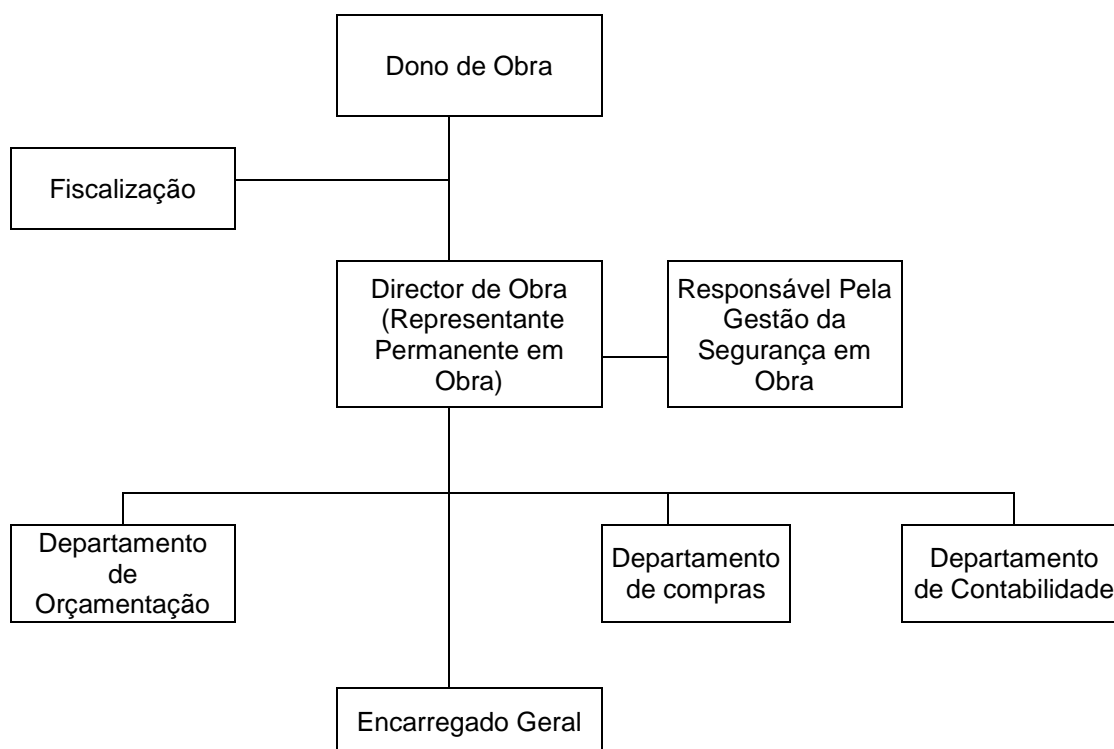 Dono de Obra
Fiscalização
Director de Obra
(Representante
Permanente em
Obra)
Responsável Pela
Gestão da
Segurança em
Obra
Departamento
de
Orçamentação
Departamento
de compras
Departamento
de Contabilidade
Encarregado Geral